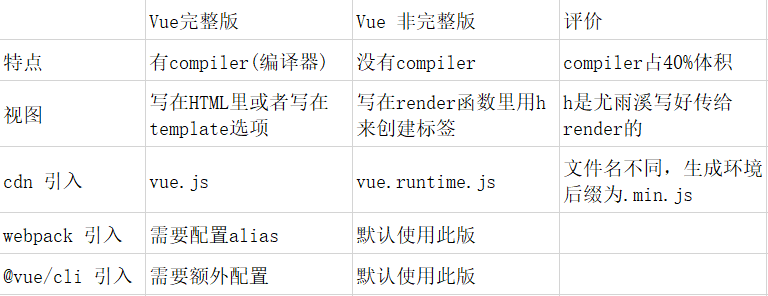 Vue完整版 Vue 非完整版 评价
特点 有compiler(编译器) 没有compiler compiler占40%体积
视图 写在HTML里或者写在template选项 写在render函数里用h来创建标签 h是尤雨溪写好传给render的
cdn 引入 vue.js vue.runtime.js 文件名不同，生成环境后缀为.min.js
webpack 引入 需要配置alias 默认使用此版
@vue/cli 引入 需要额外配置 默认使用此版